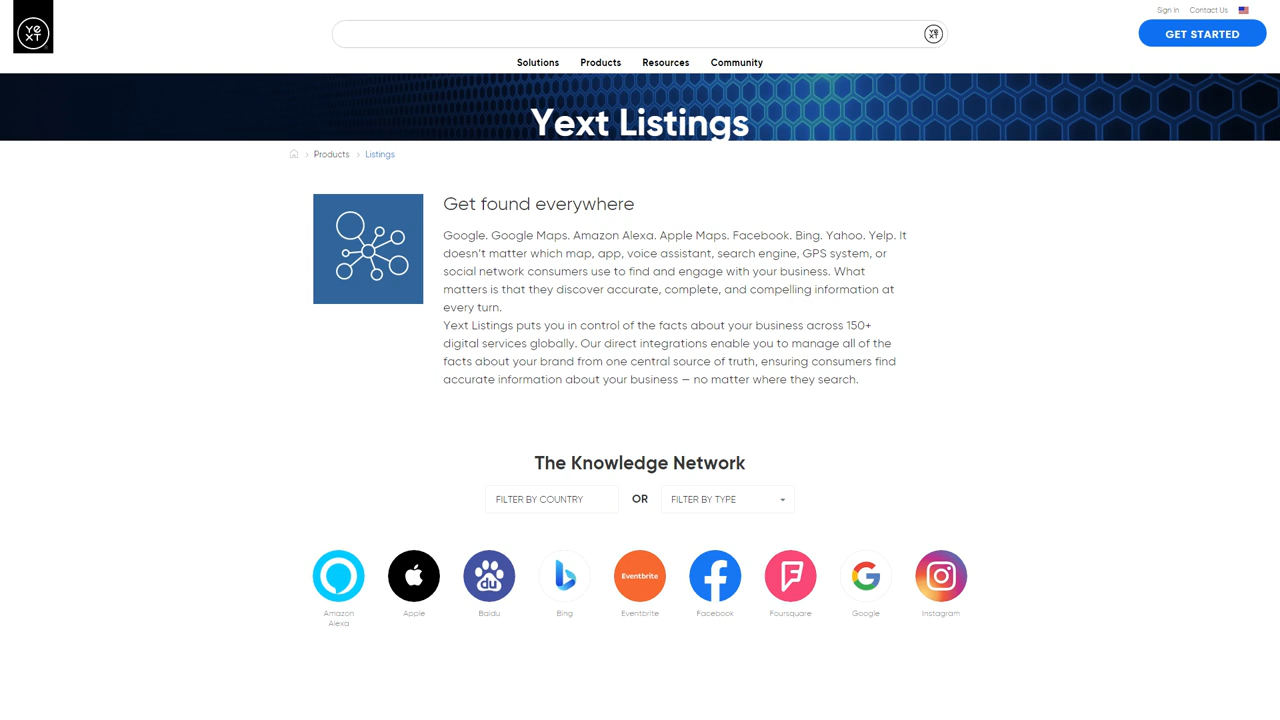 Sign In Contact Us
yext
yext
GET STARTED
Solutions Products Resources Community
Yext Listings
Products > Listings
Get found everywhere
Google. Google Maps. Amazon Alexa. Apple Maps. Facebook. Bing. Yahoo. Yelp. It
doesn't matter which map, app, voice assistant, search engine, GPS system, or
social network consumers use to find and engage with your business. What
matters is that they discover accurate, complete, and compelling information at
every turn.
Yext Listings puts you in control of the facts about your business across 150+
digital services globally. Our direct integrations enable you to manage all of the
facts about your brand from one central source of truth, ensuring consumers find
accurate information about your business — no matter where they search.
The Knowledge Network
FILTER BY COUNTRY OR FILTER BY TYPE
du Eventbrite
Amazon Apple Baidu Bing Eventbrite Facebook Foursquare Google Instagram
Alexa